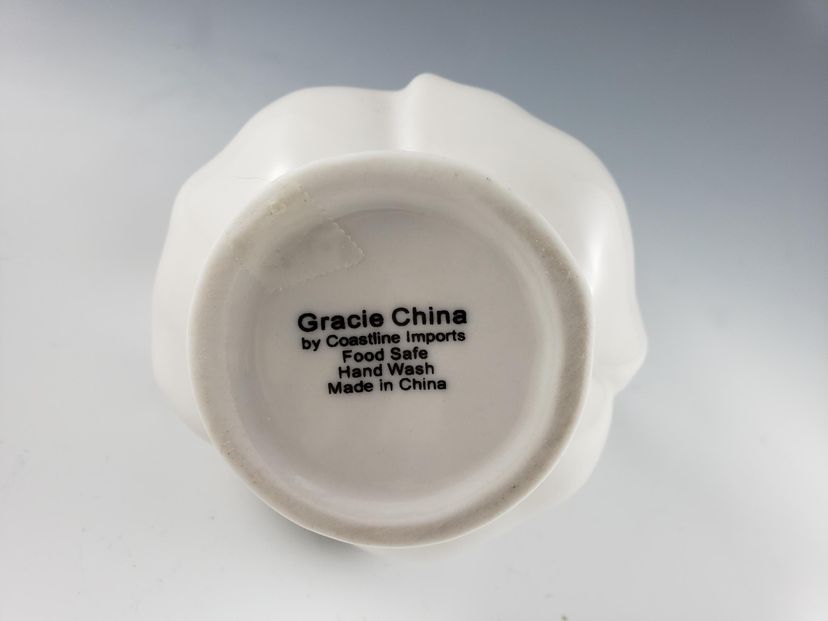 Gracie China
by Coastline Imports
Food Safe
Hand Wash
Made in China